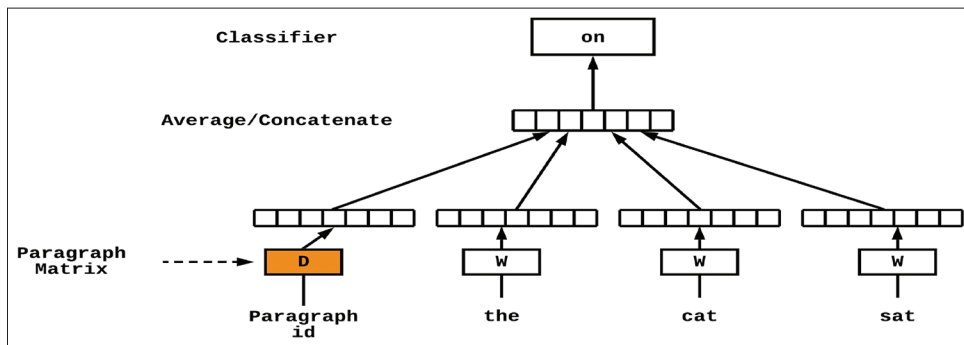 Classifier
on
Average/Concatenate
Paragraph
Matrix
D
W
W
W
Paragraph
id
the
cat
sat